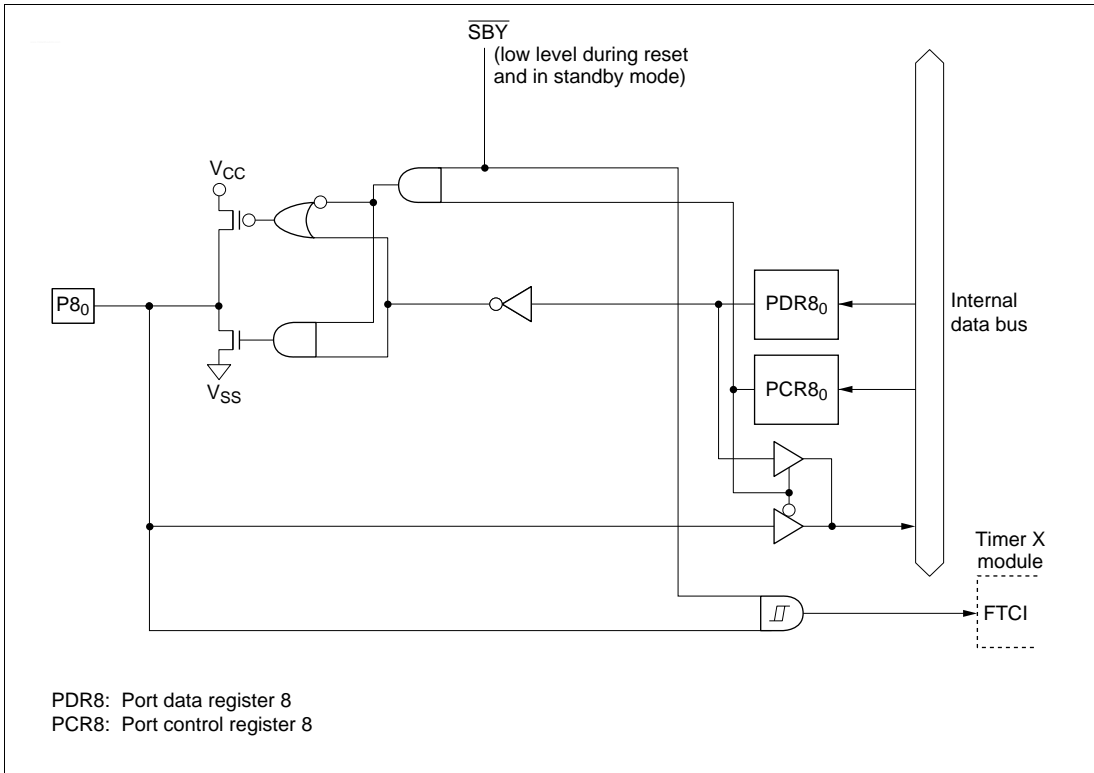 SBY
(low level during reset
and in standby mode)
VCC
P80
VSS
PDR80
PCR80
Internal
data bus
Timer X
module
FTCI
PDR8: Port data register 8
PCR8: Port control register 8